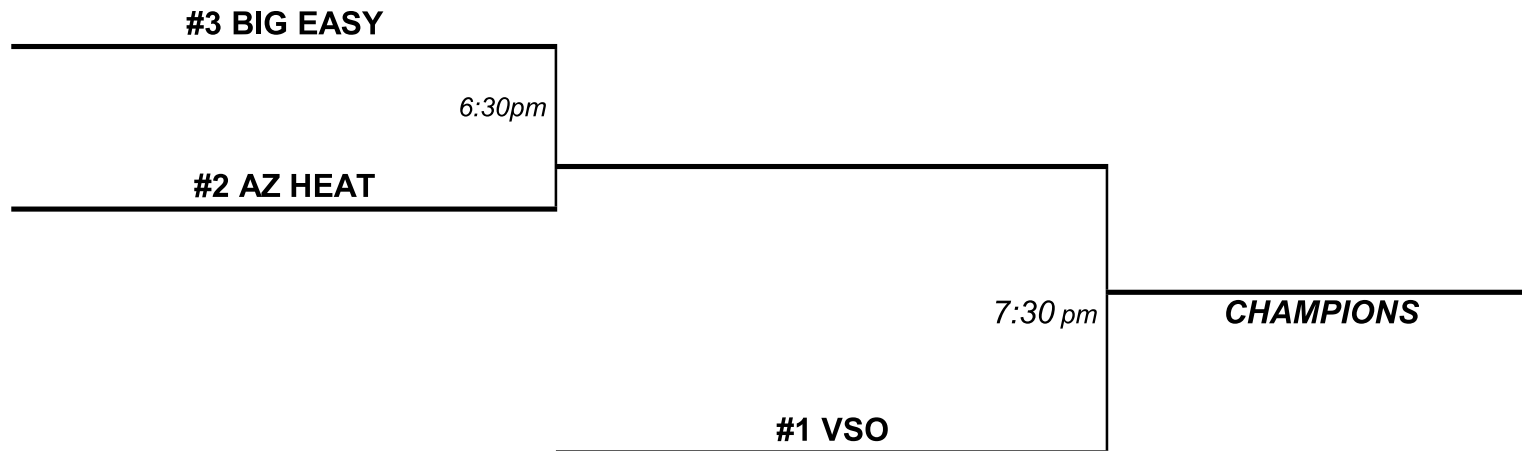 #3 BIG EASY
6:30pm
#2 AZ HEAT
7:30 pm
CHAMPIONS
#1 VSO